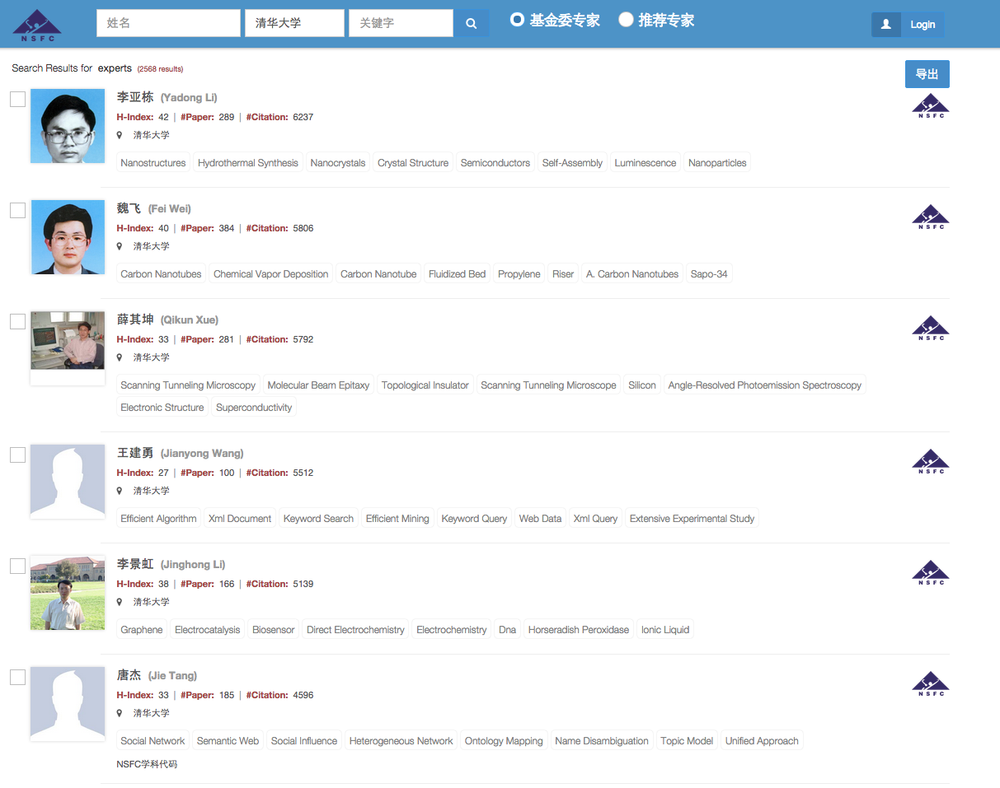 NSFC 姓名 清华大学 关键字 基金委专家 推荐专家 Login
Search Results for experts (2568 results) 导出
李亚栋 (Yadong Li) NSFC
H-Index: 42 | #Paper: 289 | #Citation: 6237
清华大学
Nanostructures Hydrothermal Synthesis Nanocrystals Crystal Structure Semiconductors Self-Assembly Luminescence Nanoparticles
魏飞 (Fei Wei) NSFC
H-Index: 40 | #Paper: 384 | #Citation: 5806
清华大学
Carbon Nanotubes Chemical Vapor Deposition Carbon Nanotube Fluidized Bed Propylene Riser A. Carbon Nanotubes Sapo-34
薛其坤 (Qikun Xue) NSFC
H-Index: 33 | #Paper: 281 | #Citation: 5792
清华大学
Scanning Tunneling Microscopy Molecular Beam Epitaxy Topological Insulator Scanning Tunneling Microscope Silicon Angle-Resolved Photoemission Spectroscopy
Electronic Structure Superconductivity
王建勇 (Jianyong Wang) NSFC
H-Index: 27 | #Paper: 100 | #Citation: 5512
清华大学
Efficient Algorithm Xml Document Keyword Search Efficient Mining Keyword Query Web Data Xml Query Extensive Experimental Study
李景虹 (Jinghong Li) NSFC
H-Index: 38 | #Paper: 166 | #Citation: 5139
清华大学
Graphene Electrocatalysis Biosensor Direct Electrochemistry Electrochemistry Dna Horseradish Peroxidase Ionic Liquid
唐杰 (Jie Tang) NSFC
H-Index: 33 | #Paper: 185 | #Citation: 4596
清华大学
Social Network Semantic Web Social Influence Heterogeneous Network Ontology Mapping Name Disambiguation Topic Model Unified Approach
NSFC学科代码